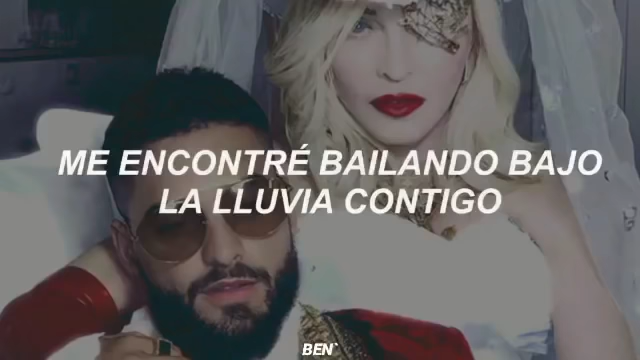 ME ENCONTRÉ BAILANDO BAJO
LA LLUVIA CONTIGO
BEN`